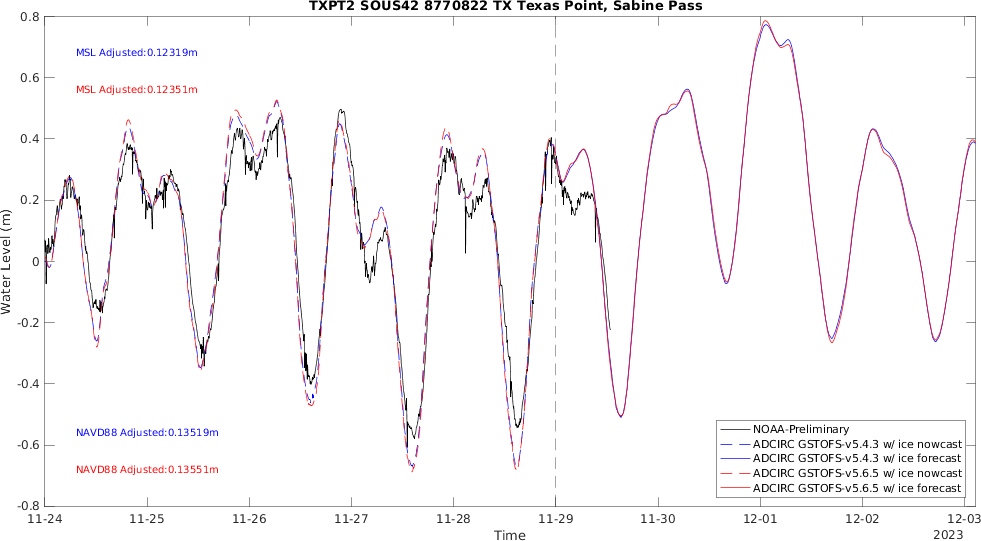 TXPT2 SOUS42 8770822 TX Texas Point, Sabine Pass
0.8
0.6
0.4
0.2
0
-0.2
-0.4
-0.6
-0.8
Water Level (m)
MSL Adjusted:0.12319m
MSL Adjusted:0.12351m
NAVD88 Adjusted:0.13519m
NAVD88 Adjusted:0.13551m
NOAA-Preliminary
ADCIRC GSTOFS-v5.4.3 w/ ice nowcast
ADCIRC GSTOFS-v5.4.3 w/ ice forecast
ADCIRC GSTOFS-v5.6.5 w/ ice nowcast
ADCIRC GSTOFS-v5.6.5 w/ ice forecast
11-24 11-25 11-26 11-27 11-28 11-29 11-30 12-01 12-02 12-03
Time
2023